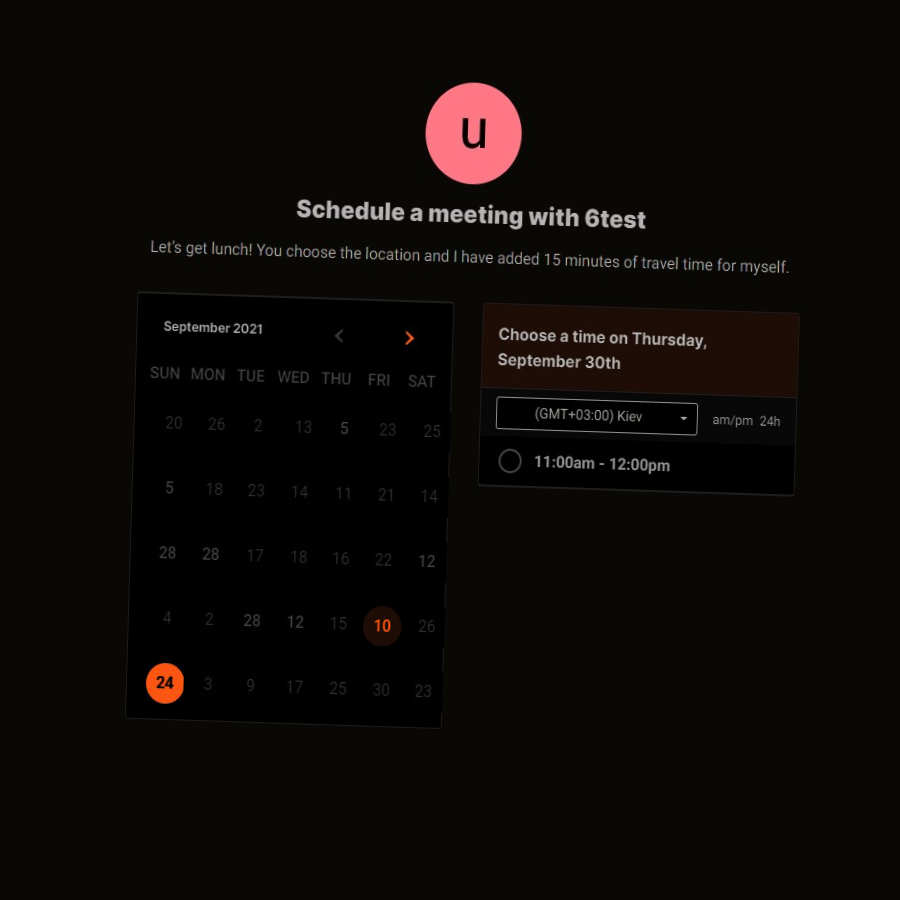 u
Schedule a meeting with 6test
Let's get lunch! You choose the location and I have added 15 minutes of travel time for myself.
September 2021
SUN MON TUE WED THU FRI SAT
20 26 2 13 5 23 25
5 18 23 14 11 21 14
28 28 17 18 16 22 12
4 2 28 12 15 10 26
24 3 9 17 25 30 23
Choose a time on Thursday,
September 30th
(GMT+03:00) Kiev am/pm 24h
11:00am - 12:00pm